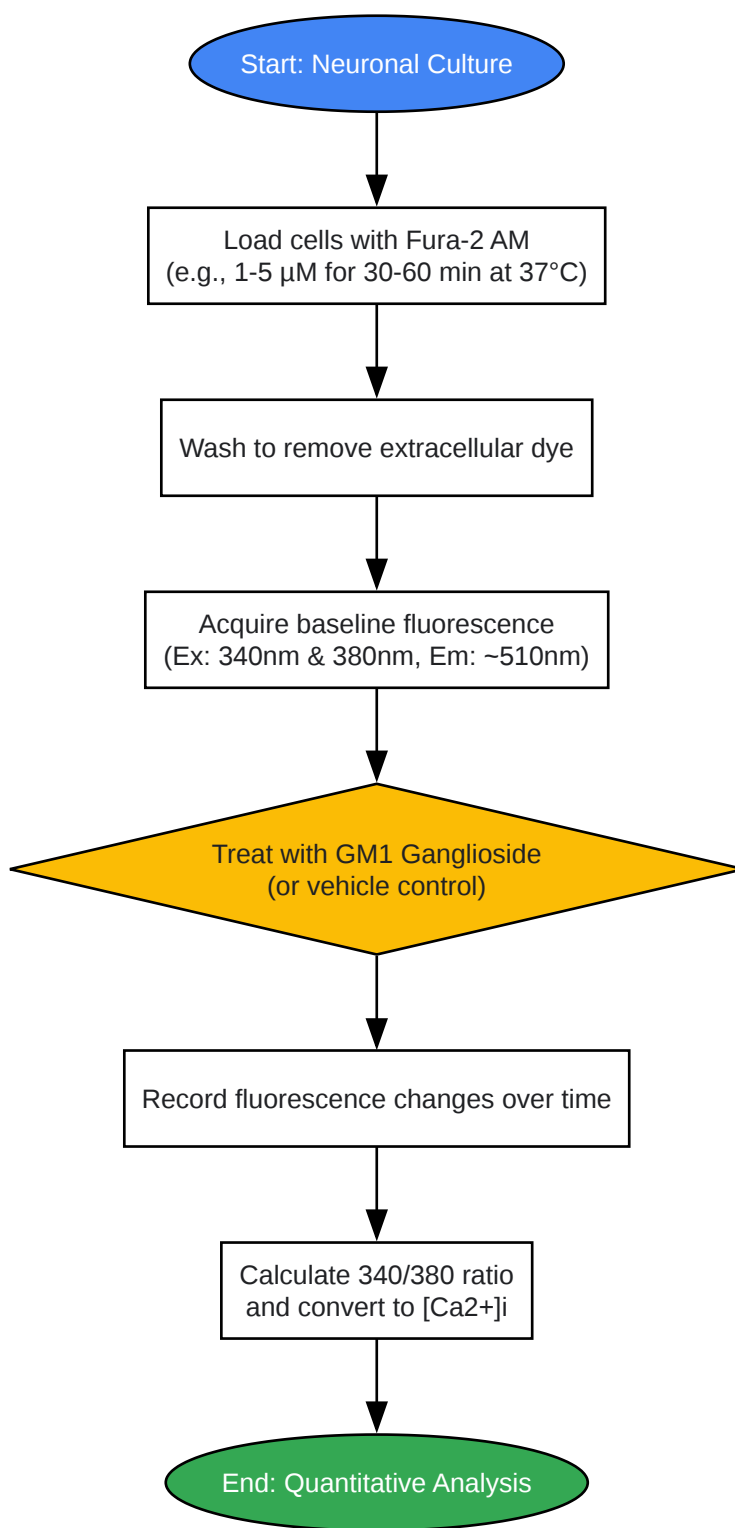 Start: Neuronal Culture
Load cells with Fura-2 AM
(e.g., 1-5 µM for 30-60 min at 37°C)
Wash to remove extracellular dye
Acquire baseline fluorescence
(Ex: 340nm & 380nm, Em: ~510nm)
Treat with GM1 Ganglioside
(or vehicle control)
Record fluorescence changes over time
Calculate 340/380 ratio
and convert to [Ca2+]i
End: Quantitative Analysis